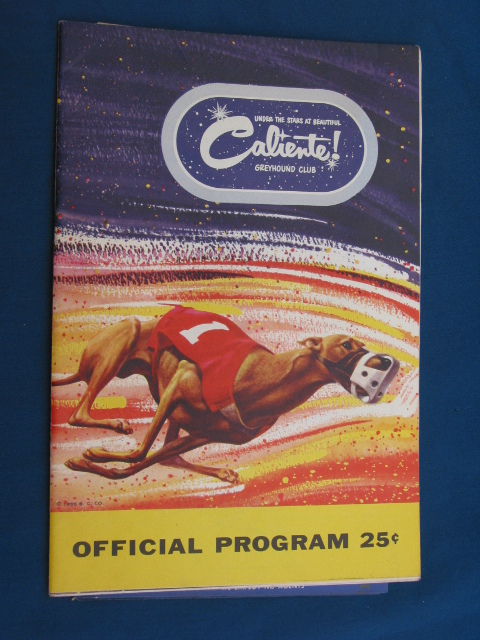 UNDER THE STARS AT BEAUTIFUL
Caliente!
GREYHOUND CLUB
1
OFFICIAL PROGRAM 25¢